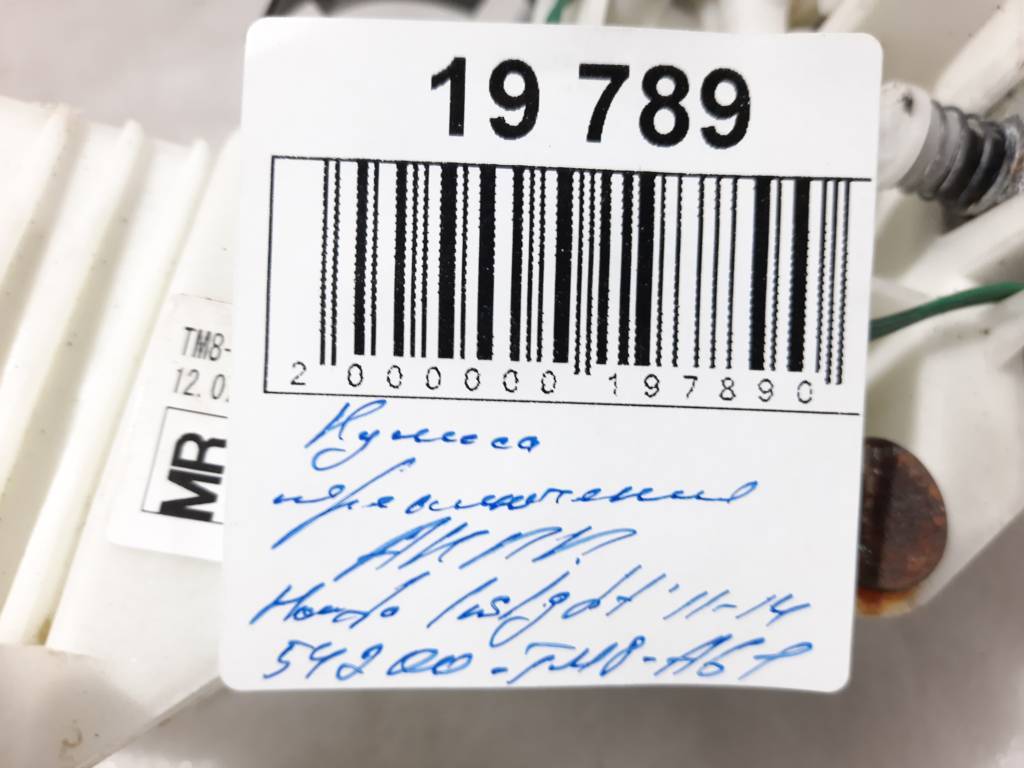 19 789
2 000000 197890
TM8-
12.0
MR
Кулиса
переключения
АКПП
Honda Insight '11-14
54200-TM8-A61